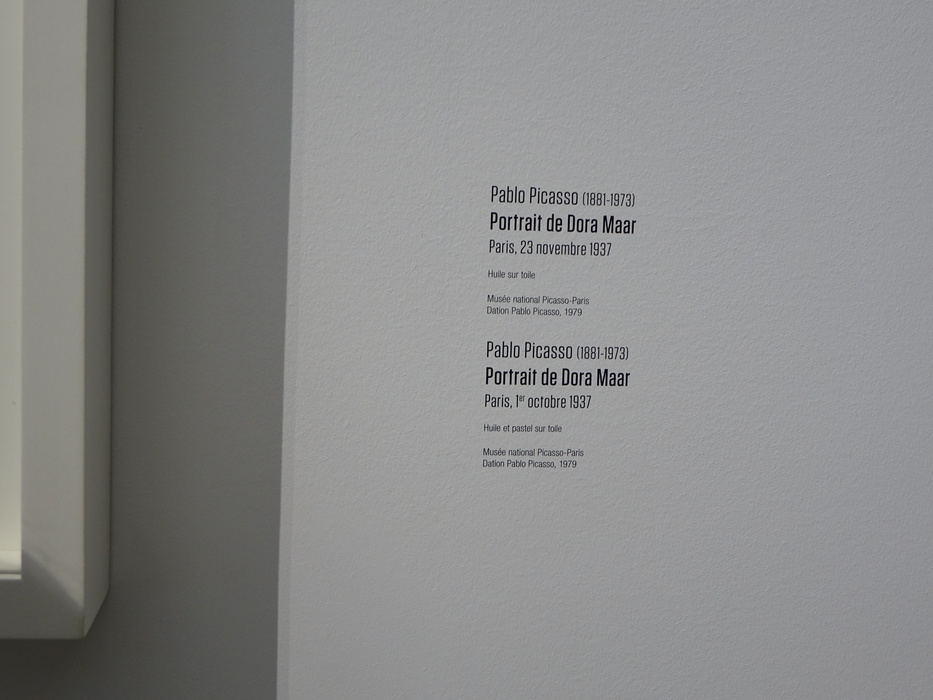 Pablo Picasso (1881-1973)
Portrait de Dora Maar
Paris, 23 novembre 1937
Huile sur toile
Musée national Picasso-Paris
Dation Pablo Picasso, 1979
Pablo Picasso (1881-1973)
Portrait de Dora Maar
Paris, 1er octobre 1937
Huile et pastel sur toile
Musée national Picasso-Paris
Dation Pablo Picasso, 1979